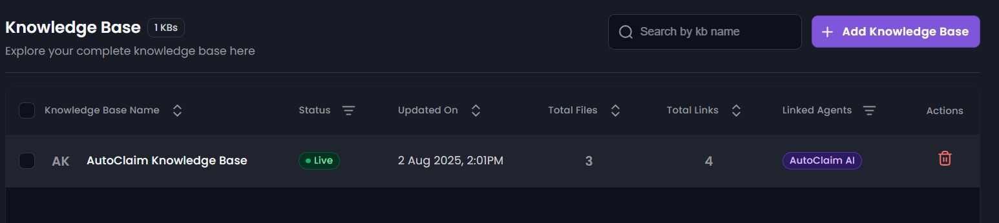 Knowledge Base 1 KBs
Explore your complete knowledge base here
Search by kb name
Add Knowledge Base
Knowledge Base Name Status Updated On Total Files Total Links Linked Agents Actions
AK AutoClaim Knowledge Base Live 2 Aug 2025, 2:01PM 3 4 AutoClaim AI